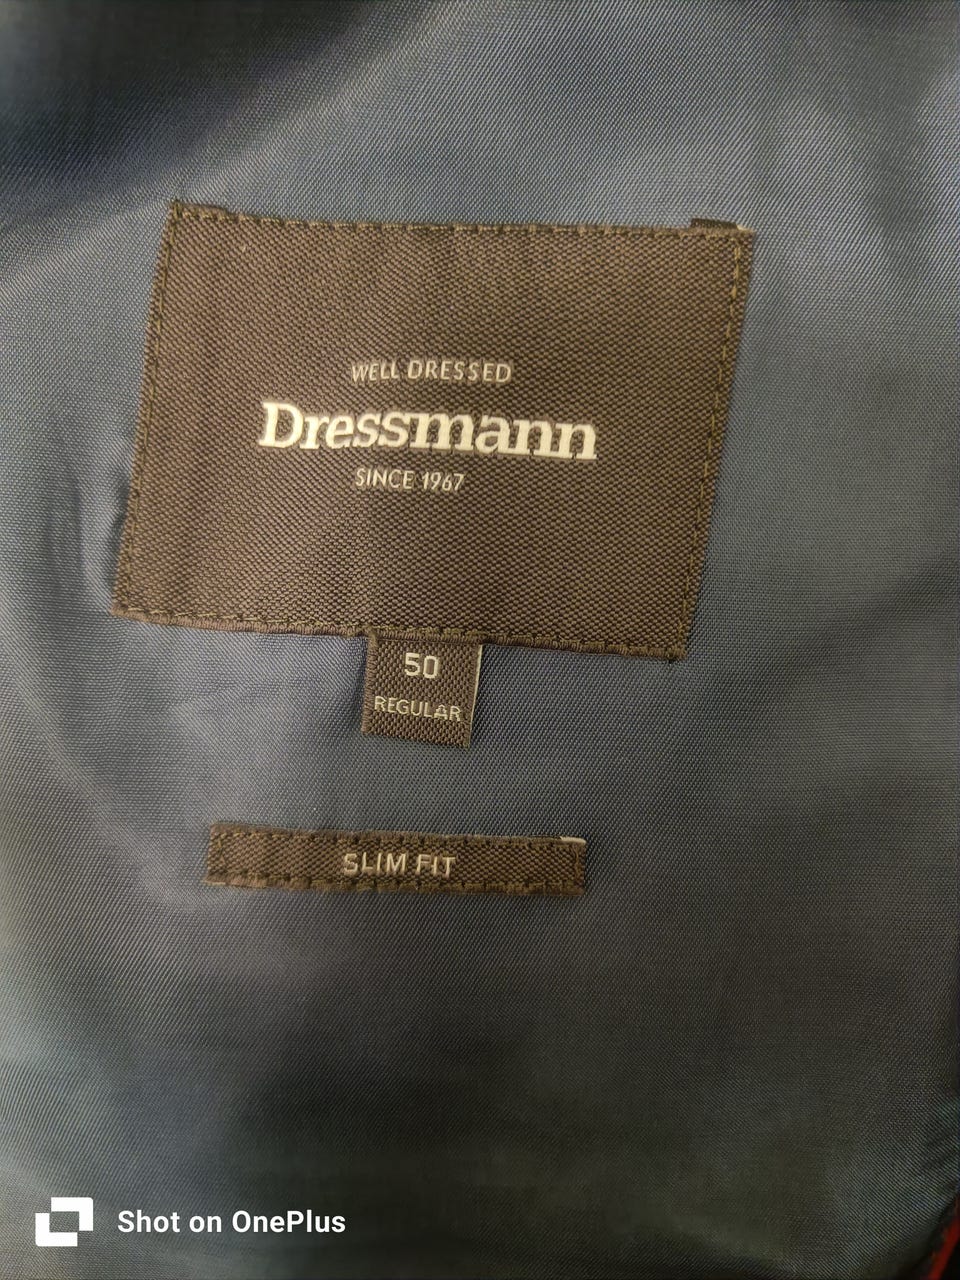 WELL DRESSED
Dressmann
SINCE 1967
50
REGULAR
SLIM FIT
Shot on OnePlus